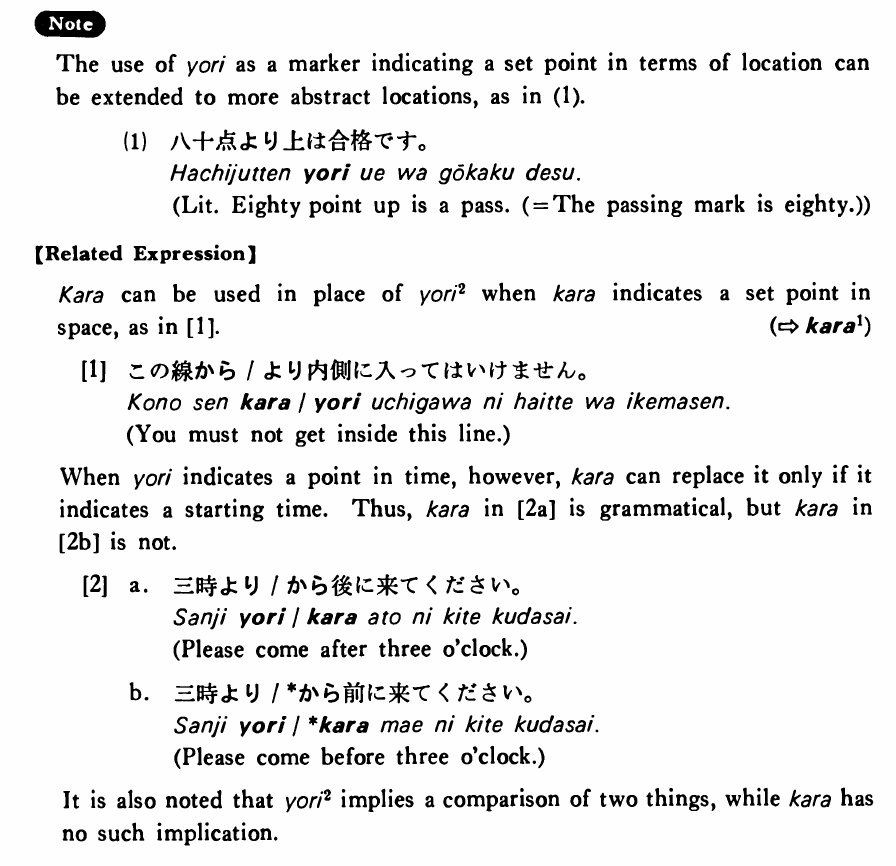 Note
The use of yori as a marker indicating a set point in terms of location can
be extended to more abstract locations, as in (1).
(1) 八十点より上は合格です。
Hachijutten yori ue wa gōkaku desu.
(Lit. Eighty point up is a pass. (=The passing mark is eighty.))
【Related Expression】
Kara can be used in place of yori² when kara indicates a set point in
space, as in [1]. (⇨ kara¹)
[1] この線から / より内側に入ってはいけません。
Kono sen kara / yori uchigawa ni haitte wa ikemasen.
(You must not get inside this line.)
When yori indicates a point in time, however, kara can replace it only if it
indicates a starting time. Thus, kara in [2a] is grammatical, but kara in
[2b] is not.
[2] a. 三時より / から後に来てください。
Sanji yori / kara ato ni kite kudasai.
(Please come after three o'clock.)
b. 三時より / *から前に来てください。
Sanji yori / *kara mae ni kite kudasai.
(Please come before three o'clock.)
It is also noted that yori² implies a comparison of two things, while kara has
no such implication.